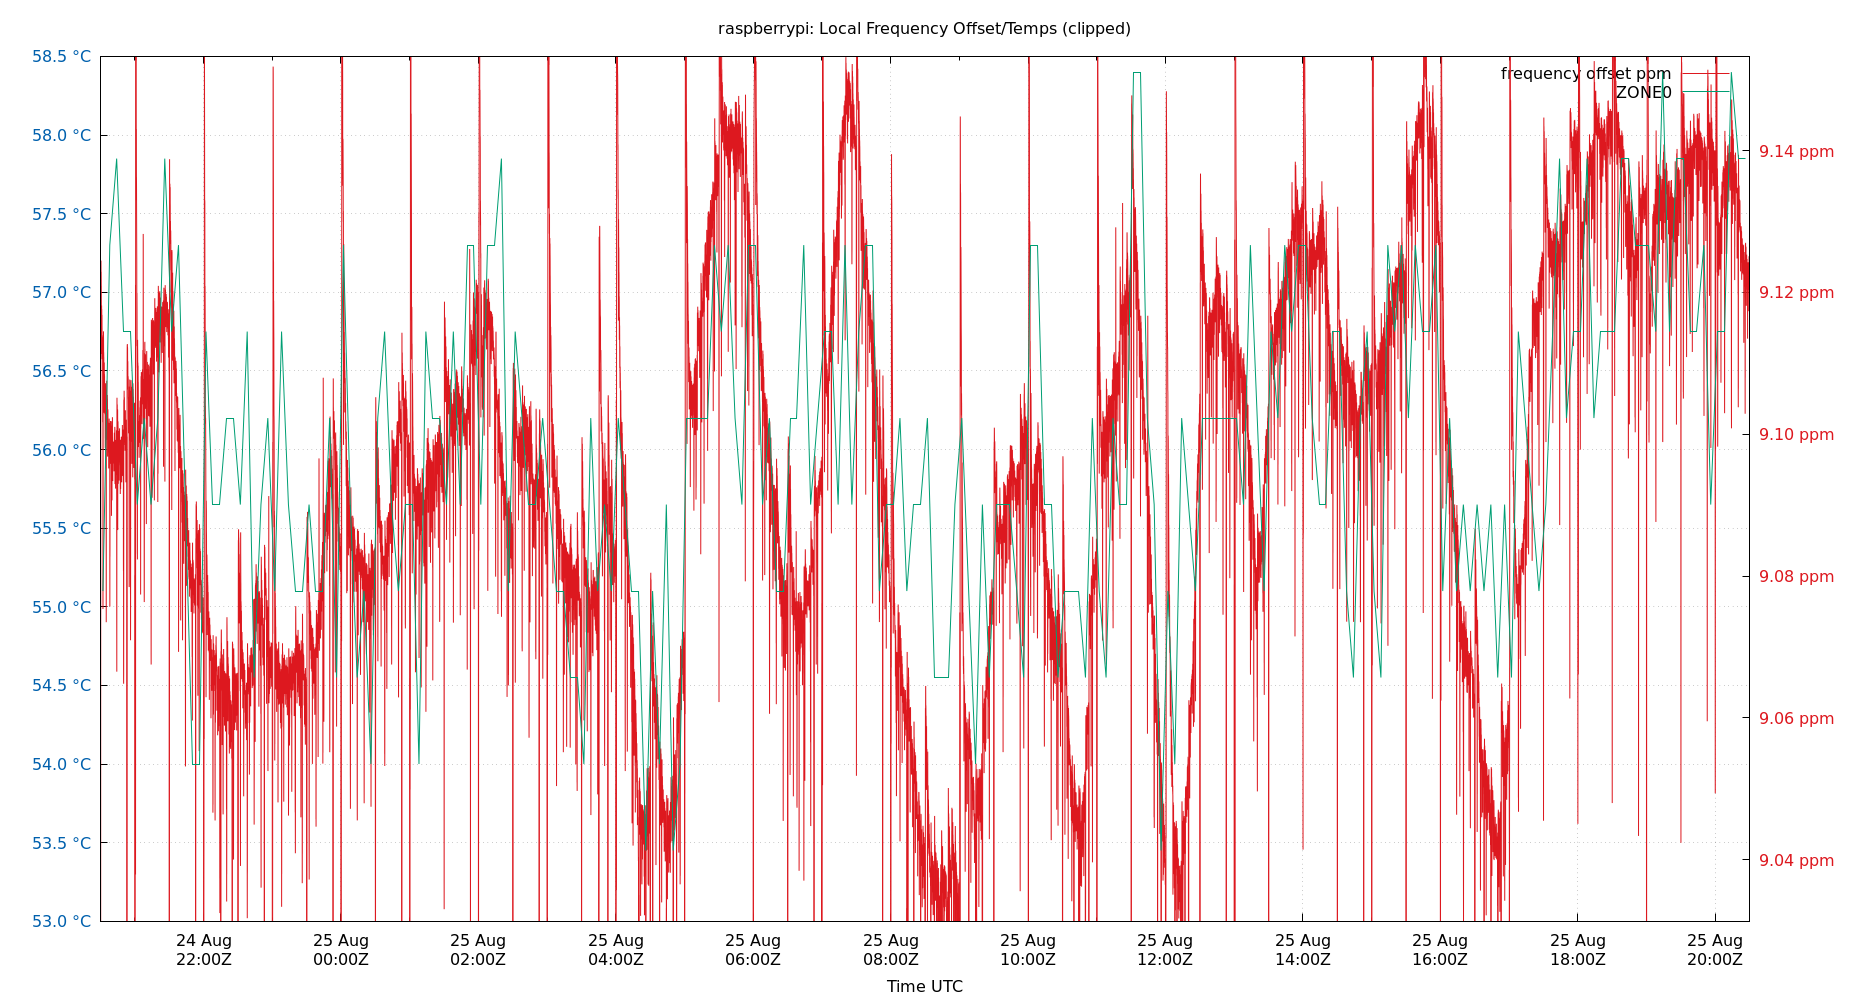 raspberrypi: Local Frequency Offset/Temps (clipped)
frequency offset ppm
ZONE0
58.5 °C
58.0 °C
57.5 °C
57.0 °C
56.5 °C
56.0 °C
55.5 °C
55.0 °C
54.5 °C
54.0 °C
53.5 °C
53.0 °C
9.14 ppm
9.12 ppm
9.10 ppm
9.08 ppm
9.06 ppm
9.04 ppm
24 Aug 25 Aug 25 Aug 25 Aug 25 Aug 25 Aug 25 Aug 25 Aug 25 Aug 25 Aug 25 Aug 25 Aug
22:00Z 00:00Z 02:00Z 04:00Z 06:00Z 08:00Z 10:00Z 12:00Z 14:00Z 16:00Z 18:00Z 20:00Z
Time UTC